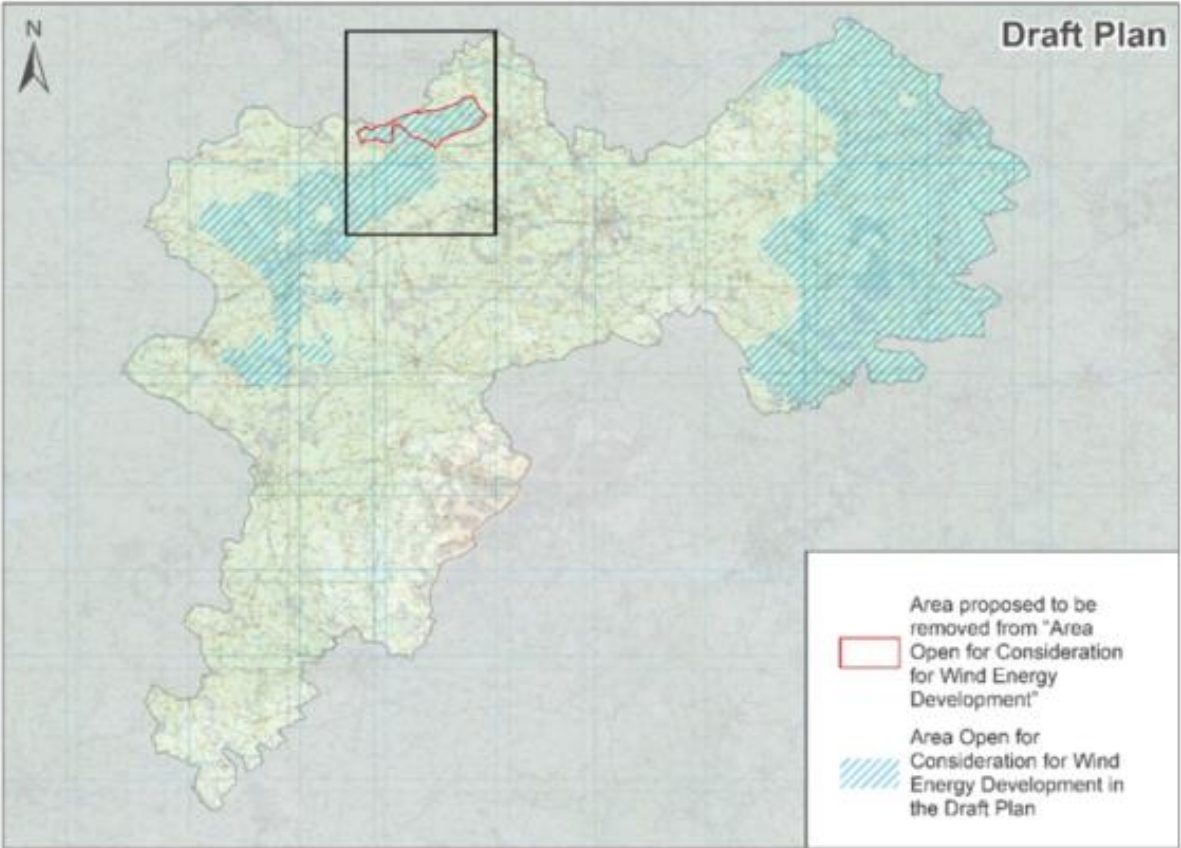 N
Draft Plan
Area proposed to be
removed from "Area
Open for Consideration
for Wind Energy
Development"
Area Open for
Consideration for Wind
Energy Development in
the Draft Plan